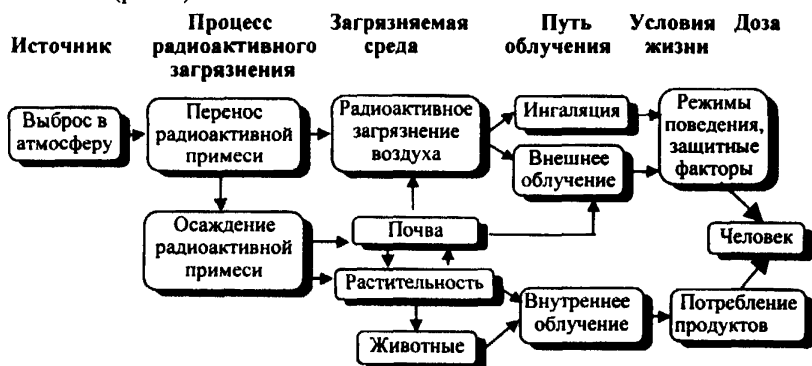 Источник
Процесс
радиоактивного
загрязнения
Загрязняемая
среда
Путь
облучения
Условия
жизни
Доза
Выброс в
атмосферу
Перенос
радиоактивной
примеси
Радиоактивное
загрязнение
воздуха
Ингаляция
Внешнее
облучение
Режимы
поведения,
защитные
факторы
Осаждение
радиоактивной
примеси
Почва
Человек
Растительность
Внутреннее
облучение
Потребление
продуктов
Животные